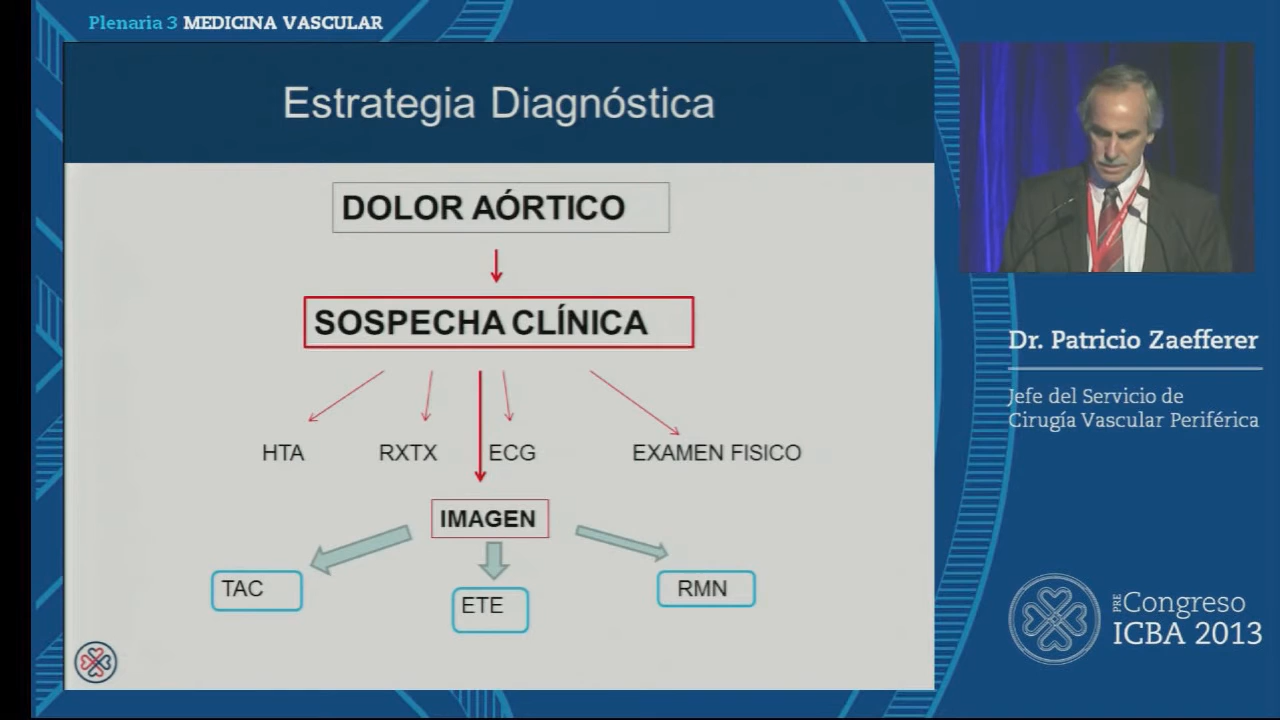 Plenaria 3 MEDICINA VASCULAR
Estrategia Diagnóstica
DOLOR AÓRTICO
SOSPECHA CLÍNICA
HTA RXTX ECG EXAMEN FISICO
IMAGEN
TAC ETE RMN
Dr. Patricio Zaefferer
Jefe del Servicio de
Cirugía Vascular Periférica
PRE Congreso
ICBA 2013